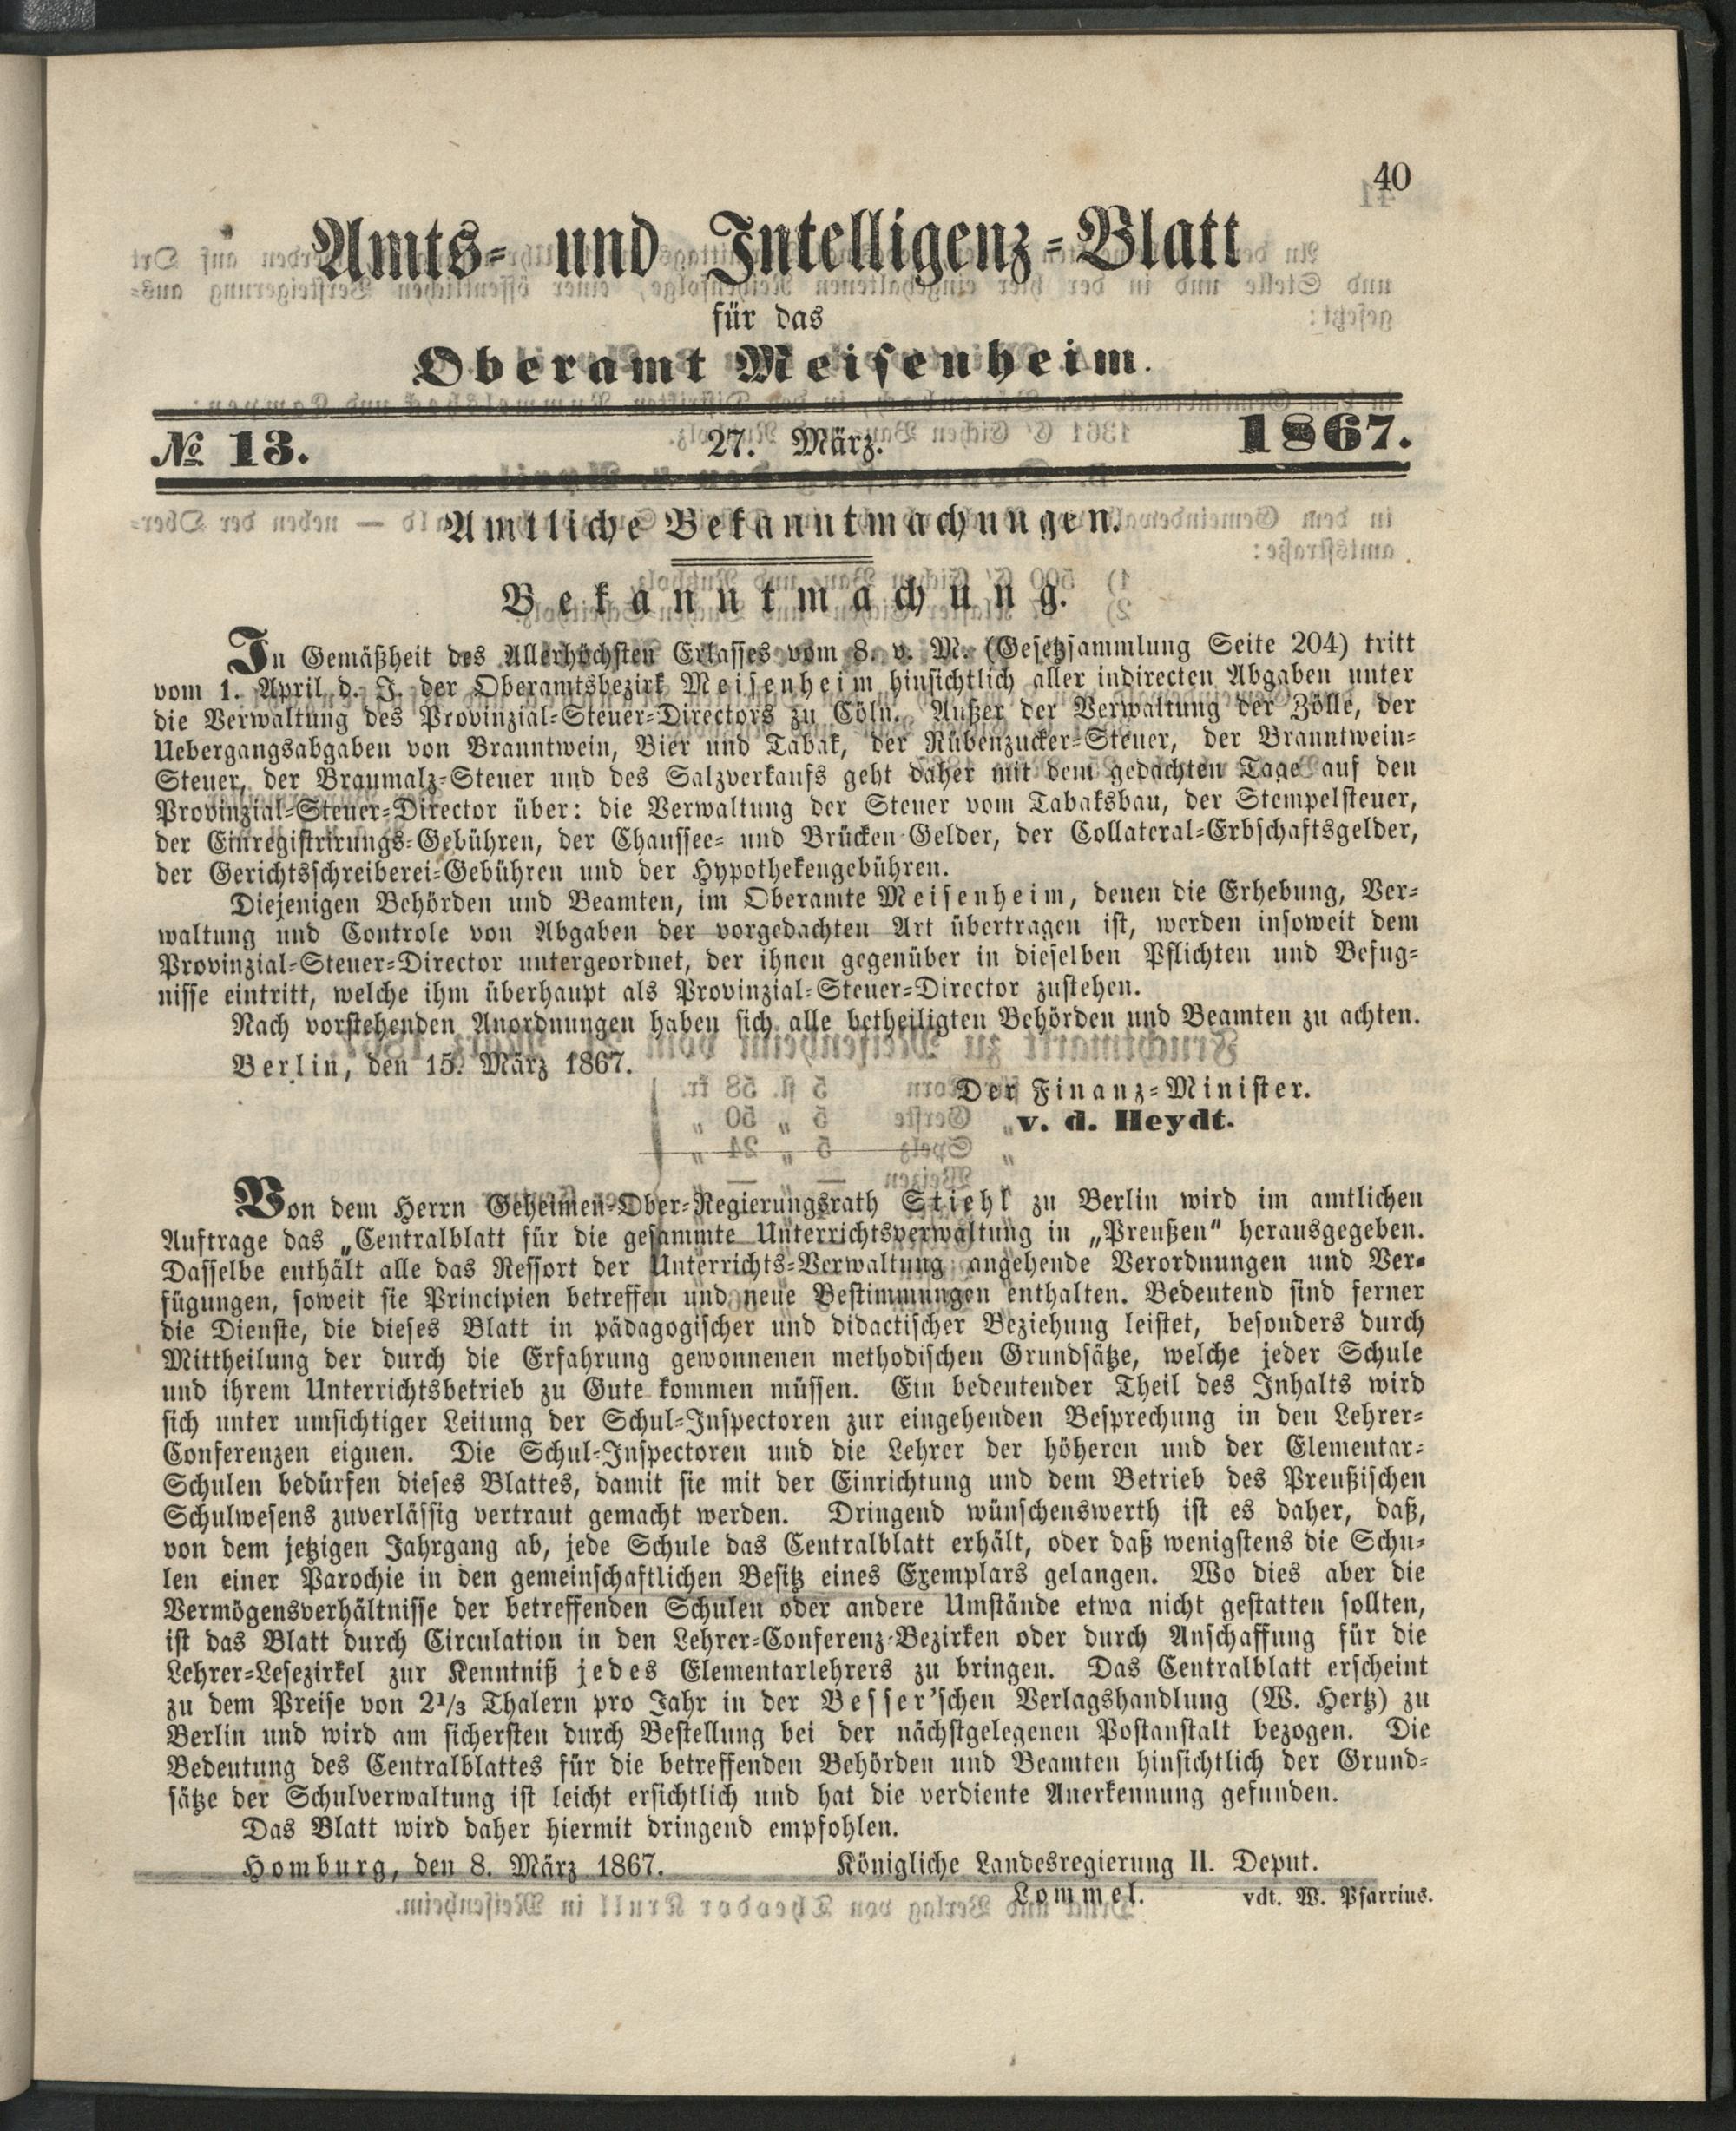 40
Amts- und Intelligenz-Blatt
für das
Oberamt Meisenheim.
№ 13. 27. März. 1867.
Amtliche Bekanntmachungen.
Bekanntmachung.
In Gemäßheit des Allerhöchsten Erlasses vom 8. v. M. (Gesetzsammlung Seite 204) tritt
vom 1. April d. J. der Oberamtsbezirk Meisenheim hinsichtlich aller indirecten Abgaben unter
die Verwaltung des Provinzial-Steuer-Directors zu Cöln. Außer der Verwaltung der Zölle, der
Uebergangsabgaben von Branntwein, Bier und Tabak, der Rübenzucker-Steuer, der Branntwein-
Steuer, der Braumalz-Steuer und des Salzverkaufs geht daher mit dem gedachten Tage auf den
Provinzial-Steuer-Director über: die Verwaltung der Steuer vom Tabaksbau, der Stempelsteuer,
der Einregistrirungs-Gebühren, der Chaussee- und Brücken-Gelder, der Collateral-Erbschaftsgelder,
der Gerichtsschreiberei-Gebühren und der Hypothekengebühren.
Diejenigen Behörden und Beamten, im Oberamte Meisenheim, denen die Erhebung, Ver-
waltung und Controle von Abgaben der vorgedachten Art übertragen ist, werden insoweit dem
Provinzial-Steuer-Director untergeordnet, der ihnen gegenüber in dieselben Pflichten und Befug-
nisse eintritt, welche ihm überhaupt als Provinzial-Steuer-Director zustehen.
Nach vorstehenden Anordnungen haben sich alle betheiligten Behörden und Beamten zu achten.
Berlin, den 15. März 1867.
Der Finanz-Minister.
v. d. Heydt.
Von dem Herrn Geheimen-Ober-Regierungsrath Stiehl zu Berlin wird im amtlichen
Auftrage das „Centralblatt für die gesammte Unterrichtsverwaltung in „Preußen“ herausgegeben.
Dasselbe enthält alle das Ressort der Unterrichts-Verwaltung angehende Verordnungen und Ver-
fügungen, soweit sie Principien betreffen und neue Bestimmungen enthalten. Bedeutend sind ferner
die Dienste, die dieses Blatt in pädagogischer und didactischer Beziehung leistet, besonders durch
Mittheilung der durch die Erfahrung gewonnenen methodischen Grundsätze, welche jeder Schule
und ihrem Unterrichtsbetrieb zu Gute kommen müssen. Ein bedeutender Theil des Inhalts wird
sich unter umsichtiger Leitung der Schul-Inspectoren zur eingehenden Besprechung in den Lehrer-
Conferenzen eignen. Die Schul-Inspectoren und die Lehrer der höheren und der Elementar-
Schulen bedürfen dieses Blattes, damit sie mit der Einrichtung und dem Betrieb des Preußischen
Schulwesens zuverlässig vertraut gemacht werden. Dringend wünschenswerth ist es daher, daß,
von dem jetzigen Jahrgang ab, jede Schule das Centralblatt erhält, oder daß wenigstens die Schu-
len einer Parochie in den gemeinschaftlichen Besitz eines Exemplars gelangen. Wo dies aber die
Vermögensverhältnisse der betreffenden Schulen oder andere Umstände etwa nicht gestatten sollten,
ist das Blatt durch Circulation in den Lehrer-Conferenz-Bezirken oder durch Anschaffung für die
Lehrer-Lesezirkel zur Kenntniß jedes Elementarlehrers zu bringen. Das Centralblatt erscheint
zu dem Preise von 2⅓ Thalern pro Jahr in der Besser'schen Verlagshandlung (W. Hertz) zu
Berlin und wird am sichersten durch Bestellung bei der nächstgelegenen Postanstalt bezogen. Die
Bedeutung des Centralblattes für die betreffenden Behörden und Beamten hinsichtlich der Grund-
sätze der Schulverwaltung ist leicht ersichtlich und hat die verdiente Anerkennung gefunden.
Das Blatt wird daher hiermit dringend empfohlen.
Homburg, den 8. März 1867. Königliche Landesregierung II. Deput.
Lommel. vdt. W. Pfarrius.